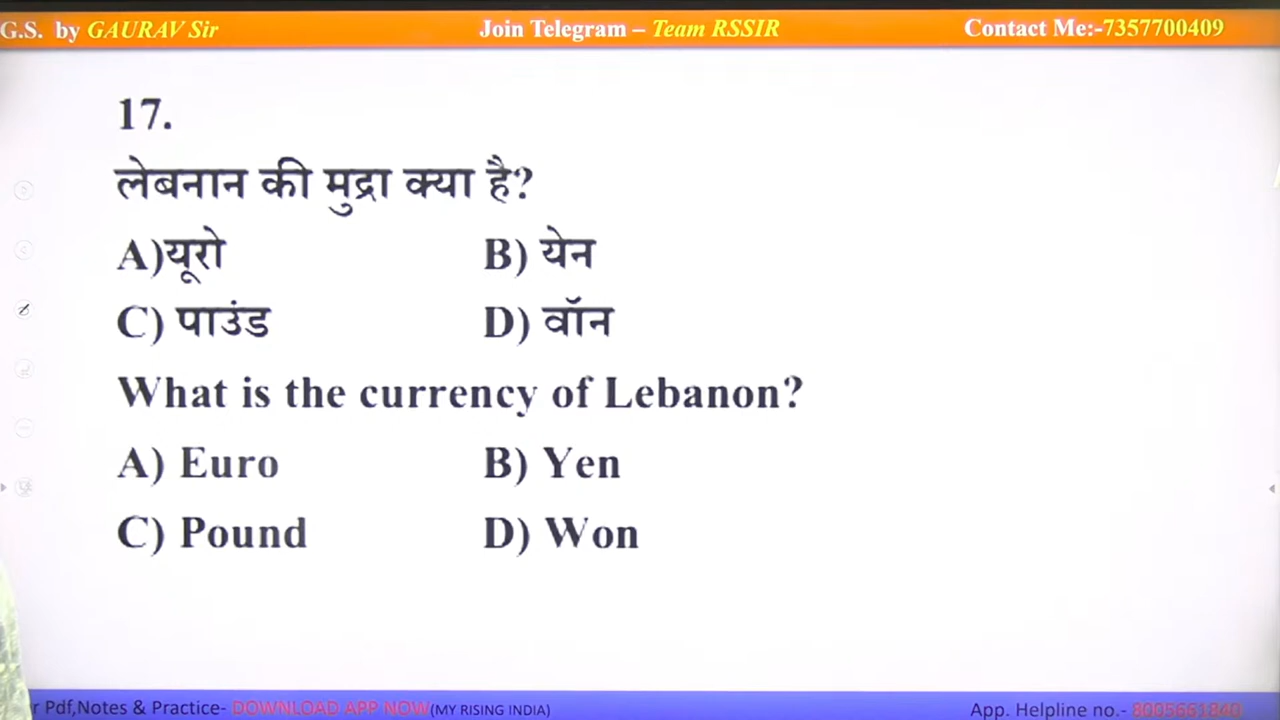 G.S. by GAURAV Sir Join Telegram – Team RSSIR Contact Me:-7357700409
17.
लेबनान की मुद्रा क्या है?
A)यूरो B) येन
C) पाउंड D) वॉन
What is the currency of Lebanon?
A) Euro B) Yen
C) Pound D) Won
r Pdf,Notes & Practice- DOWNLOAD APP NOW(MY RISING INDIA) App. Helpline no.- 8005661840